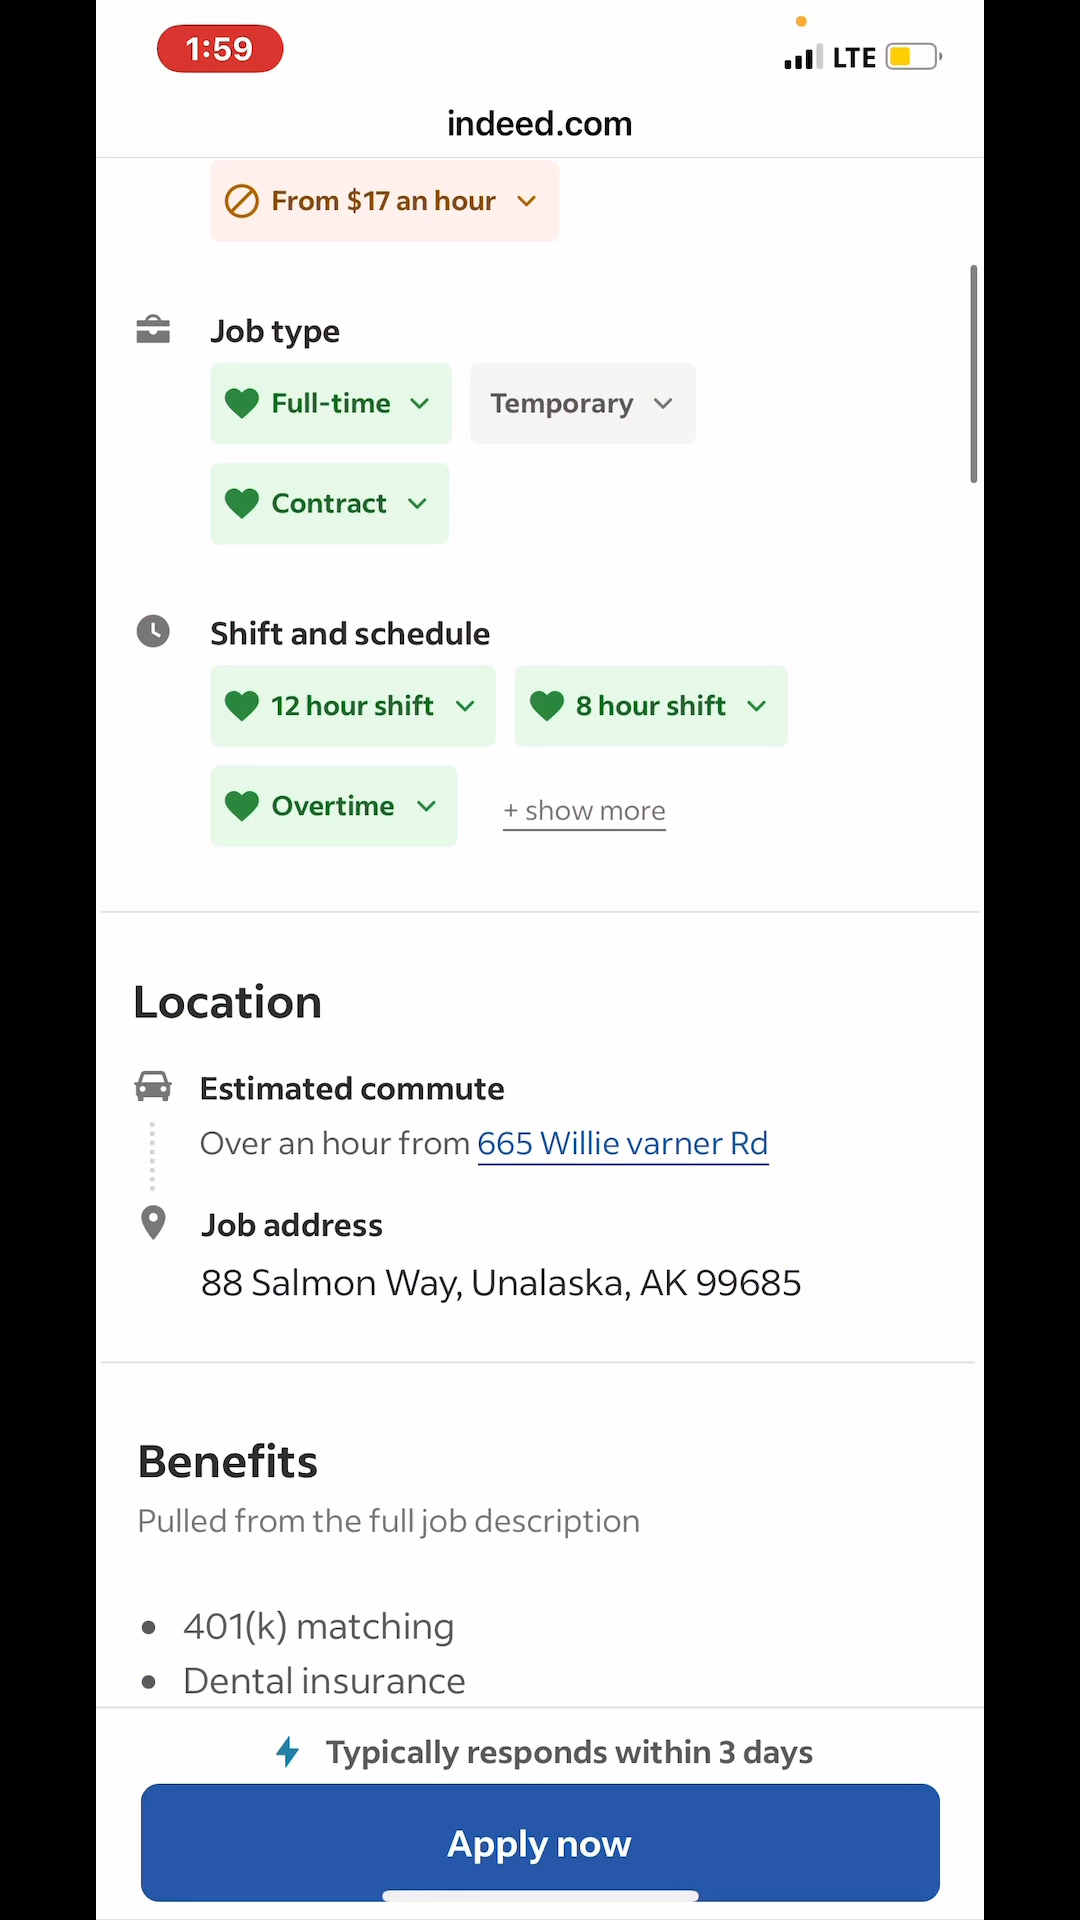 1:59
LTE
indeed.com
From $17 an hour
Job type
Full-time Temporary
Contract
Shift and schedule
12 hour shift 8 hour shift
Overtime + show more
Location
Estimated commute
Over an hour from 665 Willie varner Rd
Job address
88 Salmon Way, Unalaska, AK 99685
Benefits
Pulled from the full job description
• 401(k) matching
• Dental insurance
Typically responds within 3 days
Apply now